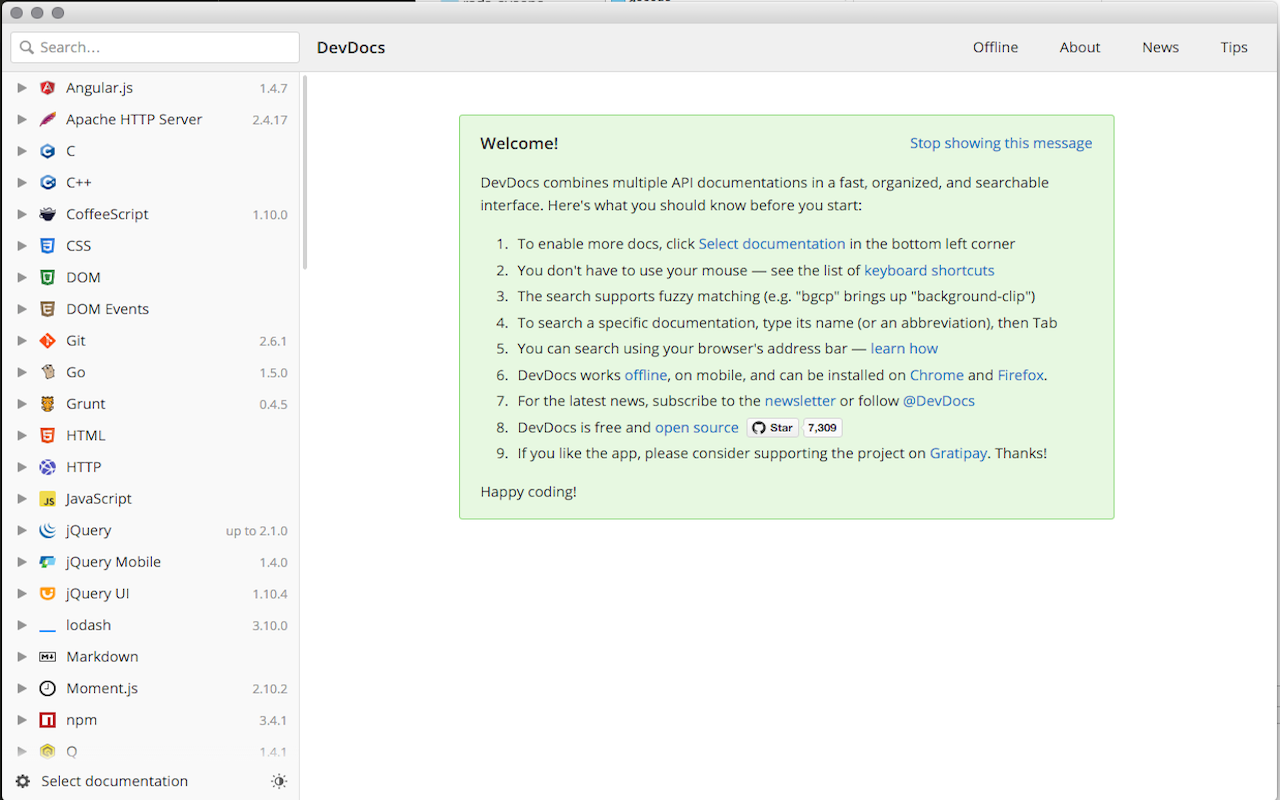 Search...
DevDocs
Offline
About
News
Tips
Angular.js 1.4.7
Apache HTTP Server 2.4.17
C
C++
CoffeeScript 1.10.0
CSS
DOM
DOM Events
Git 2.6.1
Go 1.5.0
Grunt 0.4.5
HTML
HTTP
JavaScript
jQuery up to 2.1.0
jQuery Mobile 1.4.0
jQuery UI 1.10.4
lodash 3.10.0
Markdown
Moment.js 2.10.2
npm 3.4.1
Q 1.4.1
Select documentation
Welcome!
Stop showing this message
DevDocs combines multiple API documentations in a fast, organized, and searchable
interface. Here's what you should know before you start:
1. To enable more docs, click Select documentation in the bottom left corner
2. You don't have to use your mouse — see the list of keyboard shortcuts
3. The search supports fuzzy matching (e.g. "bgcp" brings up "background-clip")
4. To search a specific documentation, type its name (or an abbreviation), then Tab
5. You can search using your browser's address bar — learn how
6. DevDocs works offline, on mobile, and can be installed on Chrome and Firefox.
7. For the latest news, subscribe to the newsletter or follow @DevDocs
8. DevDocs is free and open source Star 7,309
9. If you like the app, please consider supporting the project on Gratipay. Thanks!
Happy coding!